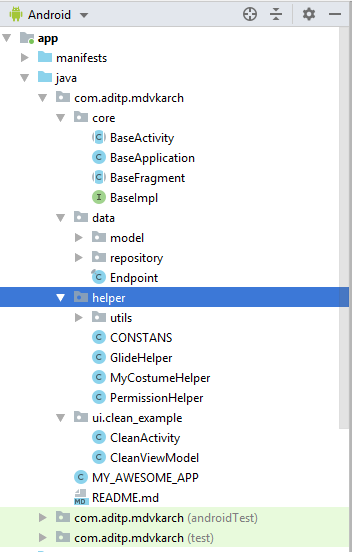 Android
app
manifests
java
com.aditp.mdvkarch
core
BaseActivity
BaseApplication
BaseFragment
BaseImpl
data
model
repository
Endpoint
helper
utils
CONSTANS
GlideHelper
MyCostumeHelper
PermissionHelper
ui.clean_example
CleanActivity
CleanViewModel
MY_AWESOME_APP
README.md
com.aditp.mdvkarch (androidTest)
com.aditp.mdvkarch (test)